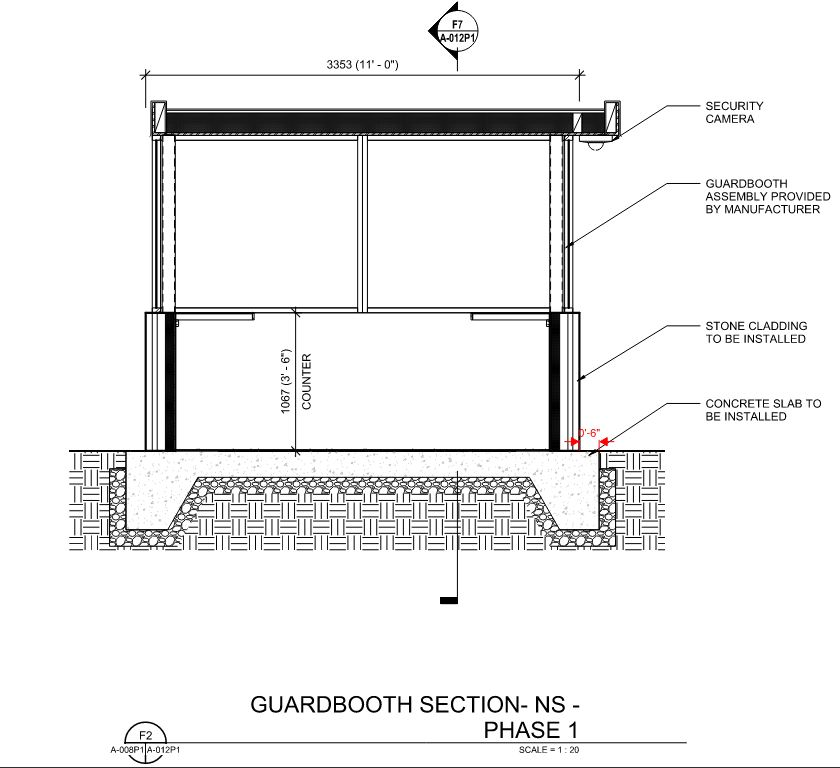 F7
A-012P1
3353 (11' - 0")
SECURITY
CAMERA
GUARDBOOTH
ASSEMBLY PROVIDED
BY MANUFACTURER
1067 (3' - 6")
COUNTER
STONE CLADDING
TO BE INSTALLED
CONCRETE SLAB TO
BE INSTALLED
0'-6"
GUARDBOOTH SECTION- NS -
PHASE 1
F2
A-008P1 A-012P1
SCALE = 1 : 20